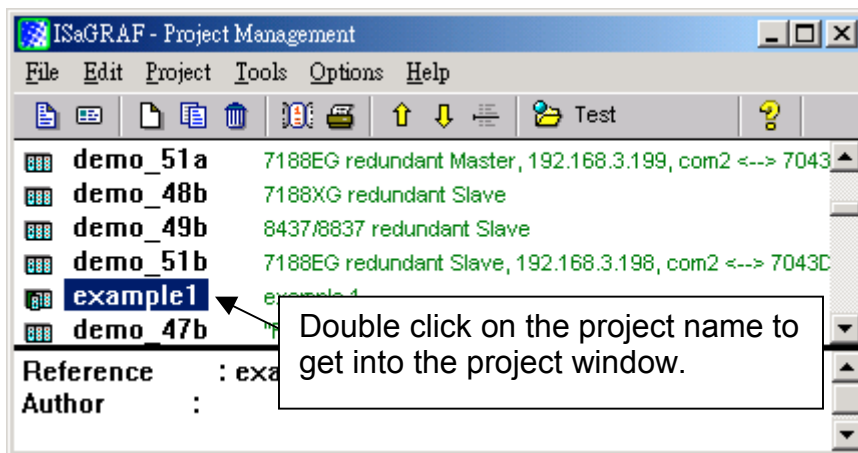 ISaGRAF - Project Management
File Edit Project Tools Options Help
Test
demo_51a 7188EG redundant Master, 192.168.3.199, com2 <--> 7043
demo_48b 7188XG redundant Slave
demo_49b 8437/8837 redundant Slave
demo_51b 7188EG redundant Slave, 192.168.3.198, com2 <--> 7043D
example1
demo_47b
Double click on the project name to
get into the project window.
Reference : exa
Author :